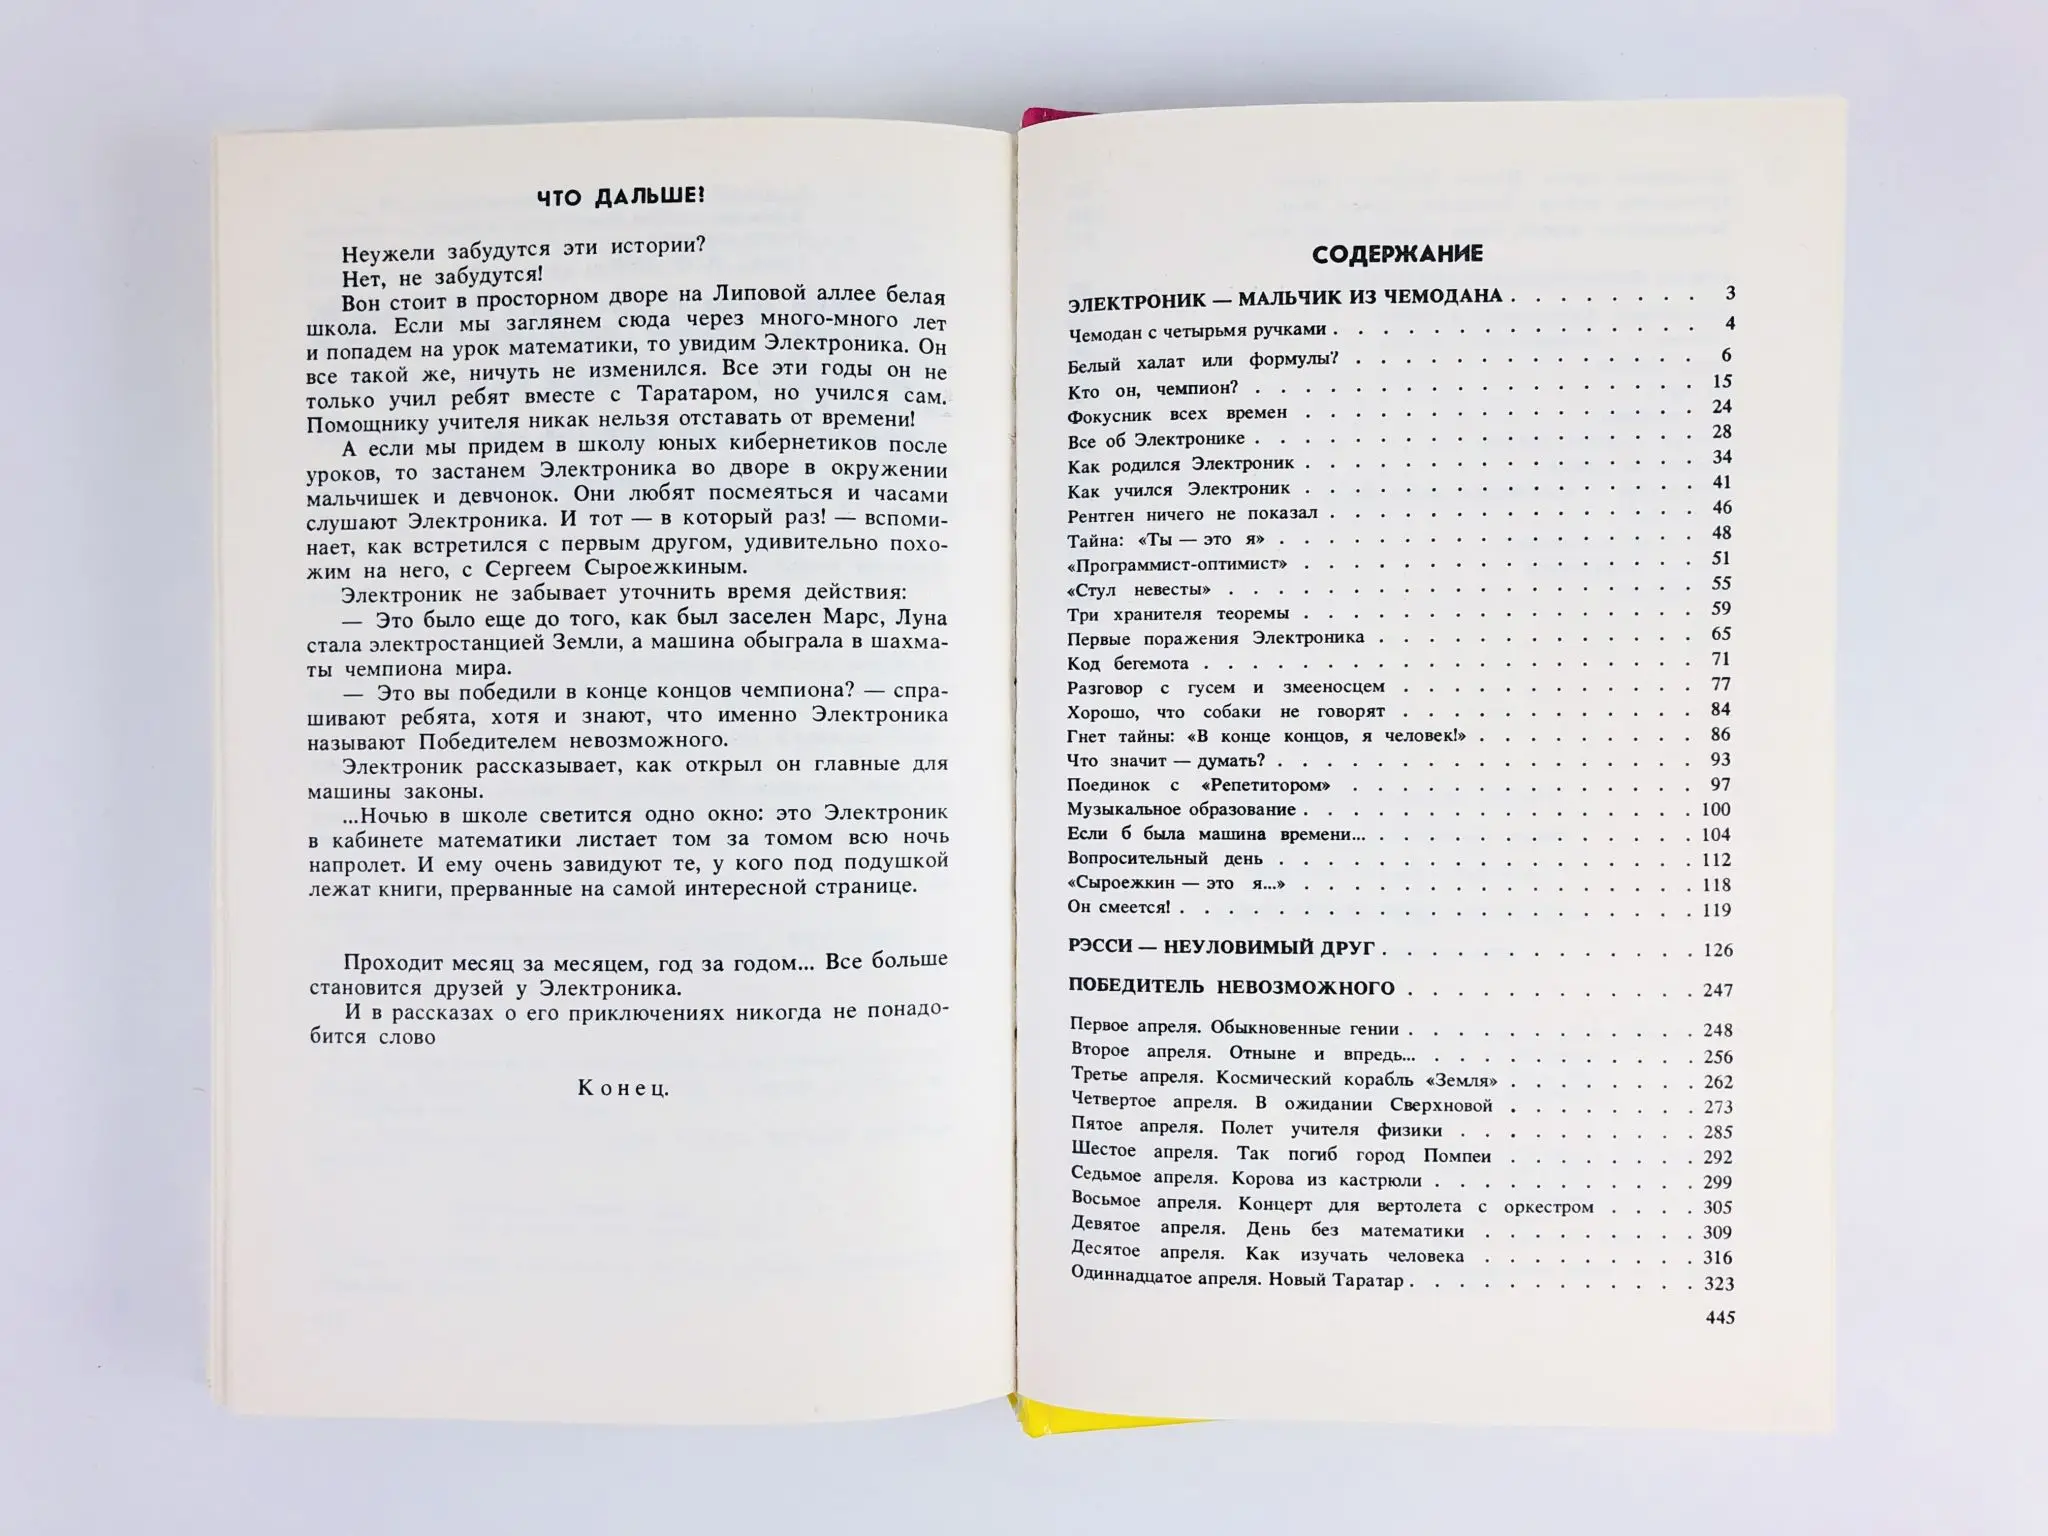 ЧТО ДАЛЬШЕ?
Неужели забудутся эти истории?
Нет, не забудутся!
Вон стоит в просторном дворе на Липовой аллее белая
школа. Если мы заглянем сюда через много-много лет
и попадем на урок математики, то увидим Электроника. Он
все такой же, ничуть не изменился. Все эти годы он не
только учил ребят вместе с Таратаром, но учился сам.
Помощнику учителя никак нельзя отставать от времени!
А если мы придем в школу юных кибернетиков после
уроков, то застанем Электроника во дворе в окружении
мальчишек и девчонок. Они любят посмеяться и часами
слушают Электроника. И тот — в который раз! — вспоми-
нает, как встретился с первым другом, удивительно похо-
жим на него, с Сергеем Сыроежкиным.
Электроник не забывает уточнить время действия:
— Это было еще до того, как был заселен Марс, Луна
стала электростанцией Земли, а машина обыграла в шахма-
ты чемпиона мира.
— Это вы победили в конце концов чемпиона? — спра-
шивают ребята, хотя и знают, что именно Электроника
называют Победителем невозможного.
Электроник рассказывает, как открыл он главные для
машины законы.
...Ночью в школе светится одно окно: это Электроник
в кабинете математики листает том за томом всю ночь
напролет. И ему очень завидуют те, у кого под подушкой
лежат книги, прерванные на самой интересной странице.
Проходит месяц за месяцем, год за годом... Все больше
становится друзей у Электроника.
И в рассказах о его приключениях никогда не понадо-
бится слово
Конец.
СОДЕРЖАНИЕ
ЭЛЕКТРОНИК — МАЛЬЧИК ИЗ ЧЕМОДАНА . . . . . . . . 3
Чемодан с четырьмя ручками . . . . . . . . . . . . . . . 4
Белый халат или формулы? . . . . . . . . . . . . . . 6
Кто он, чемпион? . . . . . . . . . . . . . . . . . . 15
Фокусник всех времен . . . . . . . . . . . . . . . . 24
Все об Электронике . . . . . . . . . . . . . . . . . . 28
Как родился Электроник . . . . . . . . . . . . . . . . 34
Как учился Электроник . . . . . . . . . . . . . . . . 41
Рентген ничего не показал . . . . . . . . . . . . . . . 46
Тайна: «Ты — это я» . . . . . . . . . . . . . . . . . 48
«Программист-оптимист» . . . . . . . . . . . . . . . . 51
«Стул невесты» . . . . . . . . . . . . . . . . . . . 55
Три хранителя теоремы . . . . . . . . . . . . . . . . 59
Первые поражения Электроника . . . . . . . . . . . . . 65
Код бегемота . . . . . . . . . . . . . . . . . . . . 71
Разговор с гусем и змееносцем . . . . . . . . . . . . 77
Хорошо, что собаки не говорят . . . . . . . . . . . . 84
Гнет тайны: «В конце концов, я человек!» . . . . . . . . . 86
Что значит — думать? . . . . . . . . . . . . . . . . . 93
Поединок с «Репетитором» . . . . . . . . . . . . . . 97
Музыкальное образование . . . . . . . . . . . . . . . . 100
Если б была машина времени... . . . . . . . . . . . . . 104
Вопросительный день . . . . . . . . . . . . . . . . . 112
«Сыроежкин — это я...» . . . . . . . . . . . . . . . . 118
Он смеется! . . . . . . . . . . . . . . . . . . . . . 119
РЭССИ — НЕУЛОВИМЫЙ ДРУГ . . . . . . . . . . . . . 126
ПОБЕДИТЕЛЬ НЕВОЗМОЖНОГО . . . . . . . . . . . . 247
Первое апреля. Обыкновенные гении . . . . . . . . . . . . 248
Второе апреля. Отныне и впредь... . . . . . . . . . . . 256
Третье апреля. Космический корабль «Земля» . . . . . . . . 262
Четвертое апреля. В ожидании Сверхновой . . . . . . . . 273
Пятое апреля. Полет учителя физики . . . . . . . . . . 285
Шестое апреля. Так погиб город Помпеи . . . . . . . . 292
Седьмое апреля. Корова из кастрюли . . . . . . . . . . . 299
Восьмое апреля. Концерт для вертолета с оркестром . . . . 305
Девятое апреля. День без математики . . . . . . . . . 309
Десятое апреля. Как изучать человека . . . . . . . . . 316
Одиннадцатое апреля. Новый Таратар . . . . . . . . . . . . 323
445